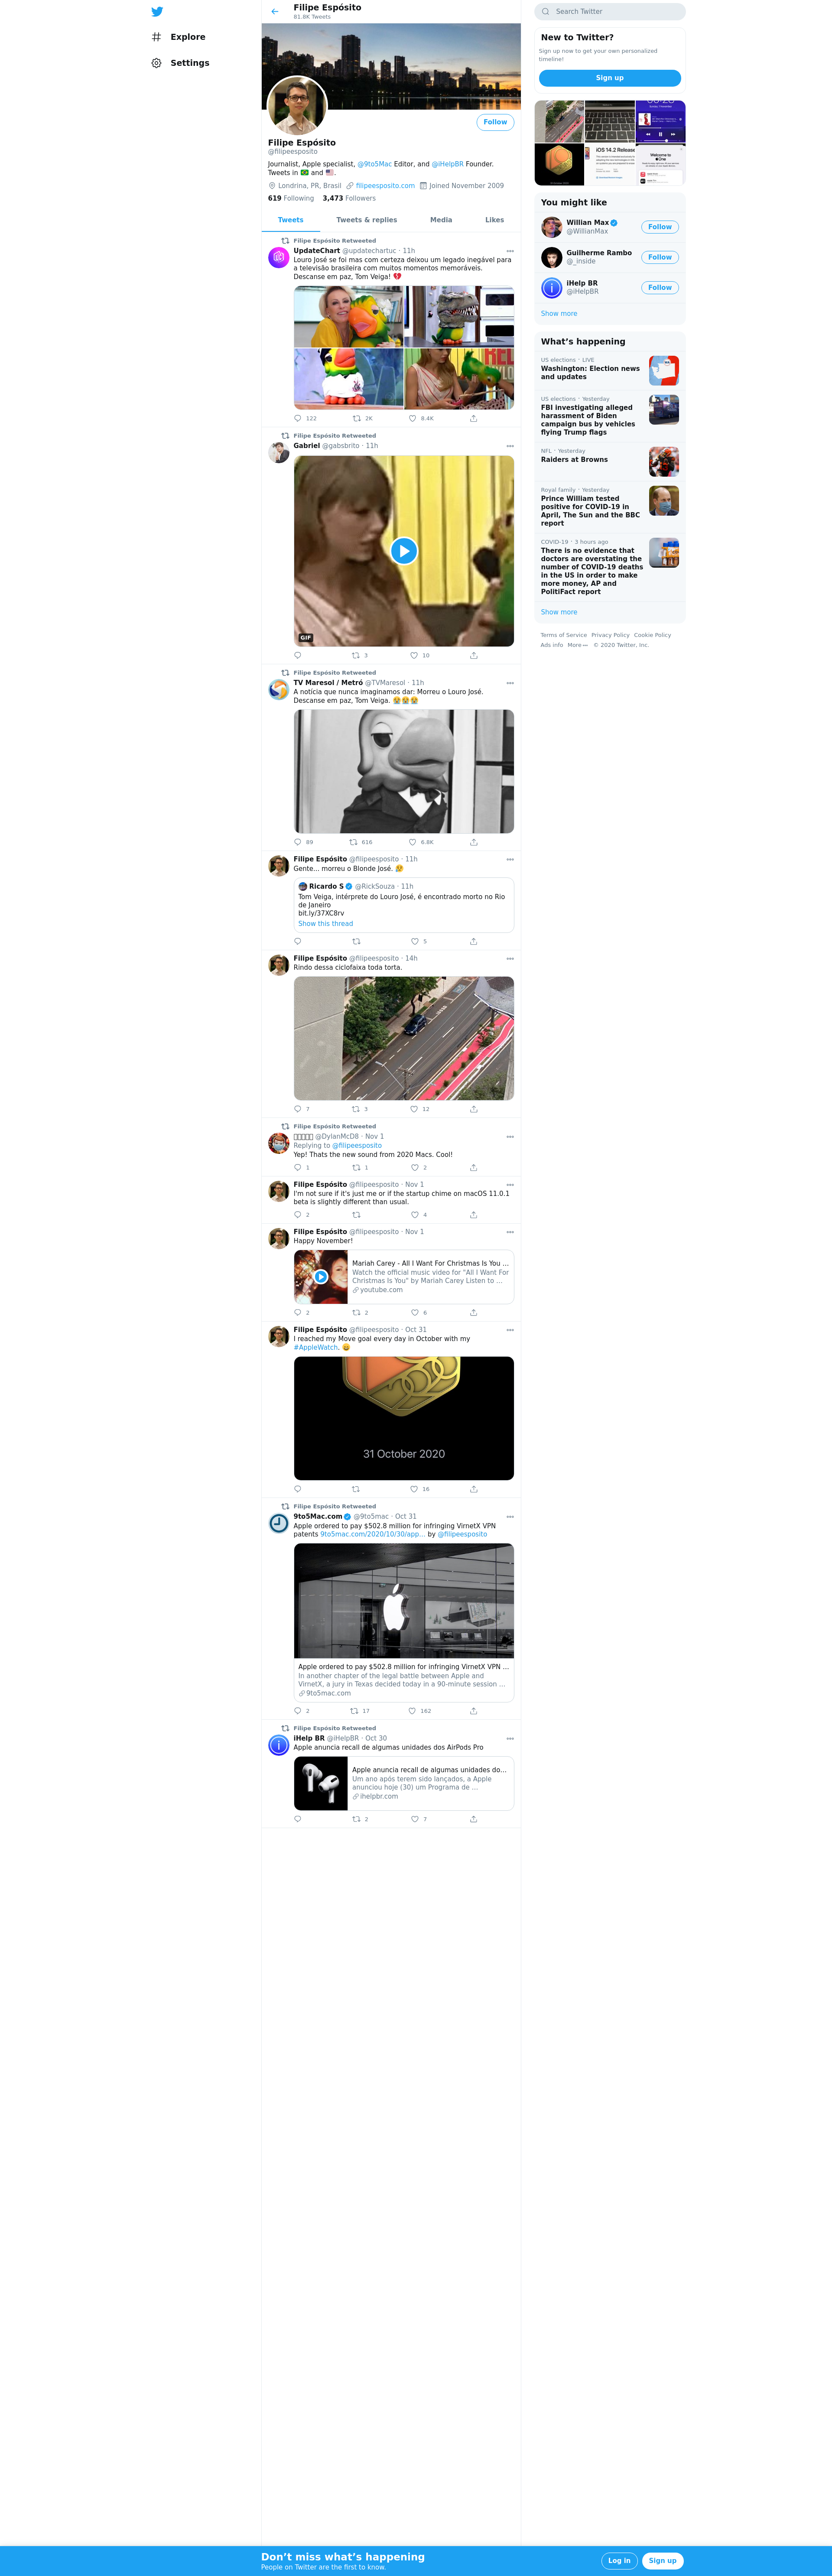 Explore
Settings
Filipe Espósito
81.8K Tweets
Follow
Filipe Espósito
@filipeesposito
Journalist, Apple specialist, @9to5Mac Editor, and @iHelpBR Founder.
Tweets in 🇧🇷 and 🇺🇸.
Londrina, PR, Brasil filipeesposito.com Joined November 2009
619 Following 3,473 Followers
Tweets Tweets & replies Media Likes
Filipe Espósito Retweeted
UpdateChart @updatechartuc · 11h
Louro José se foi mas com certeza deixou um legado inegável para
a televisão brasileira com muitos momentos memoráveis.
Descanse em paz, Tom Veiga! 💔
122 2K 8.4K
Filipe Espósito Retweeted
Gabriel @gabsbrito · 11h
GIF
3 10
Filipe Espósito Retweeted
TV Maresol / Metró @TVMaresol · 11h
A notícia que nunca imaginamos dar: Morreu o Louro José.
Descanse em paz, Tom Veiga. 😭😭😭
89 616 6.8K
Filipe Espósito @filipeesposito · 11h
Gente... morreu o Blonde José. 😢
Ricardo S @RickSouza · 11h
Tom Veiga, intérprete do Louro José, é encontrado morto no Rio
de Janeiro
bit.ly/37XC8rv
Show this thread
5
Filipe Espósito @filipeesposito · 14h
Rindo dessa ciclofaixa toda torta.
7 3 12
Filipe Espósito Retweeted
@DylanMcD8 · Nov 1
Replying to @filipeesposito
Yep! Thats the new sound from 2020 Macs. Cool!
1 1 2
Filipe Espósito @filipeesposito · Nov 1
I'm not sure if it's just me or if the startup chime on macOS 11.0.1
beta is slightly different than usual.
2 4
Filipe Espósito @filipeesposito · Nov 1
Happy November!
Mariah Carey - All I Want For Christmas Is You ...
Watch the official music video for "All I Want For
Christmas Is You" by Mariah Carey Listen to ...
youtube.com
2 2 6
Filipe Espósito @filipeesposito · Oct 31
I reached my Move goal every day in October with my
#AppleWatch. 😄
31 October 2020
16
Filipe Espósito Retweeted
9to5Mac.com @9to5mac · Oct 31
Apple ordered to pay $502.8 million for infringing VirnetX VPN
patents 9to5mac.com/2020/10/30/app... by @filipeesposito
Apple ordered to pay $502.8 million for infringing VirnetX VPN ...
In another chapter of the legal battle between Apple and
VirnetX, a jury in Texas decided today in a 90-minute session ...
9to5mac.com
2 17 162
Filipe Espósito Retweeted
iHelp BR @iHelpBR · Oct 30
Apple anuncia recall de algumas unidades dos AirPods Pro
Apple anuncia recall de algumas unidades do...
Um ano após terem sido lançados, a Apple
anunciou hoje (30) um Programa de ...
ihelpbr.com
2 7
Search Twitter
New to Twitter?
Sign up now to get your own personalized
timeline!
Sign up
iOS 14.2 Release
Welcome to
One
You might like
Willian Max
@WillianMax
Follow
Guilherme Rambo
@_inside
Follow
iHelp BR
@iHelpBR
Follow
Show more
What's happening
US elections · LIVE
Washington: Election news
and updates
US elections · Yesterday
FBI investigating alleged
harassment of Biden
campaign bus by vehicles
flying Trump flags
NFL · Yesterday
Raiders at Browns
Royal family · Yesterday
Prince William tested
positive for COVID-19 in
April, The Sun and the BBC
report
COVID-19 · 3 hours ago
There is no evidence that
doctors are overstating the
number of COVID-19 deaths
in the US in order to make
more money, AP and
PolitiFact report
Show more
Terms of Service Privacy Policy Cookie Policy
Ads info More © 2020 Twitter, Inc.
Don't miss what's happening
People on Twitter are the first to know.
Log in
Sign up